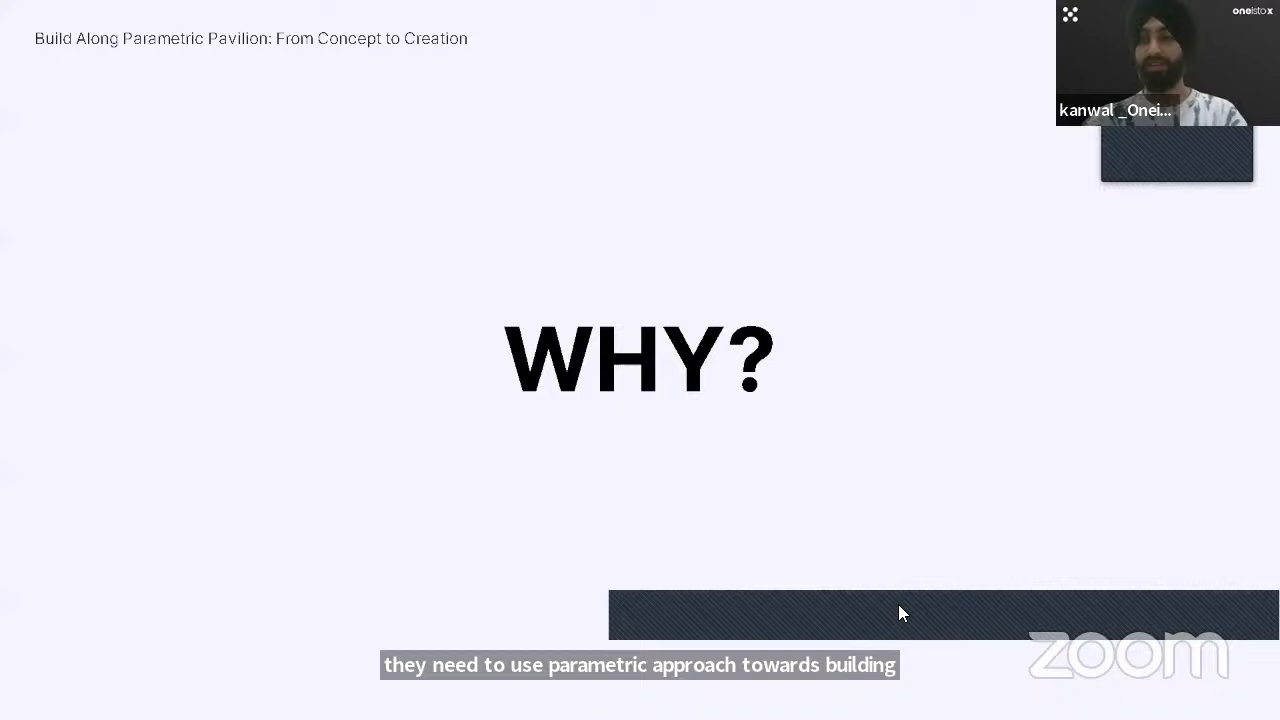 Build Along Parametric Pavilion: From Concept to Creation
oneistox
kanwal _Onei...
WHY?
they need to use parametric approach towards building
zoom